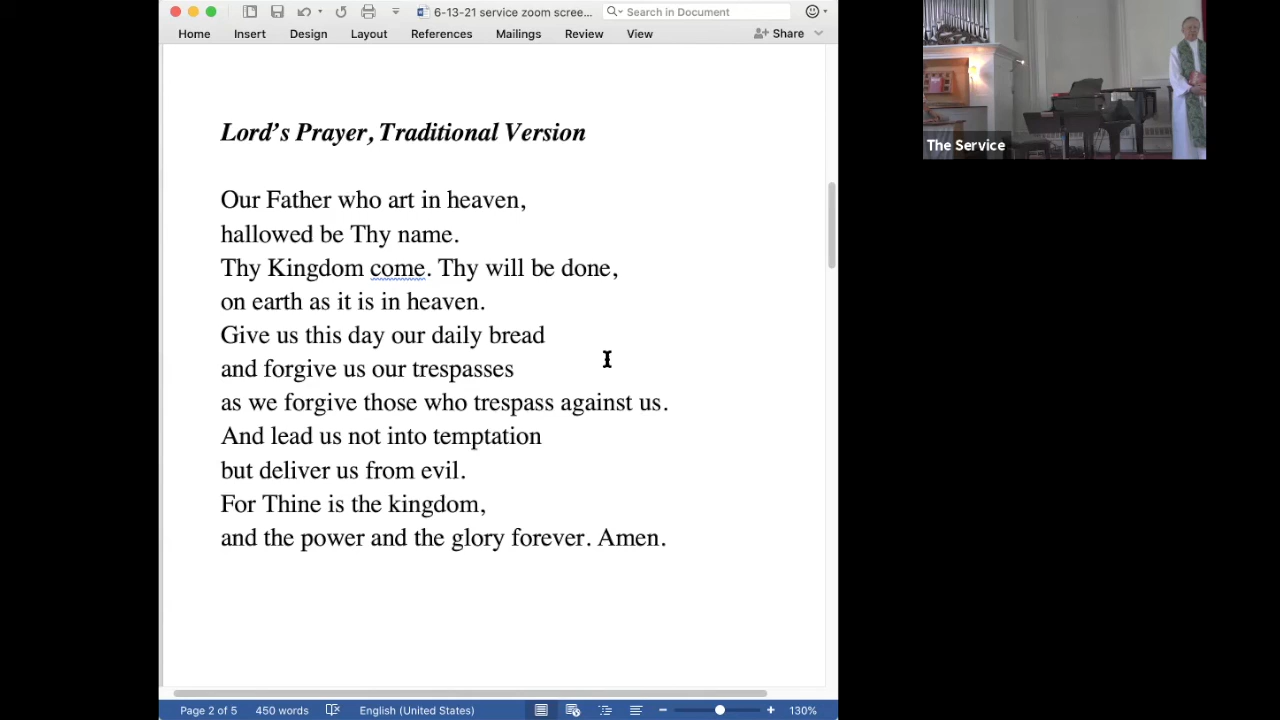 6-13-21 service zoom scree...
Search in Document
Home Insert Design Layout References Mailings Review View Share
The Service
Lord's Prayer, Traditional Version
Our Father who art in heaven,
hallowed be Thy name.
Thy Kingdom come. Thy will be done,
on earth as it is in heaven.
Give us this day our daily bread
and forgive us our trespasses
as we forgive those who trespass against us.
And lead us not into temptation
but deliver us from evil.
For Thine is the kingdom,
and the power and the glory forever. Amen.
Page 2 of 5 450 words English (United States) 130%